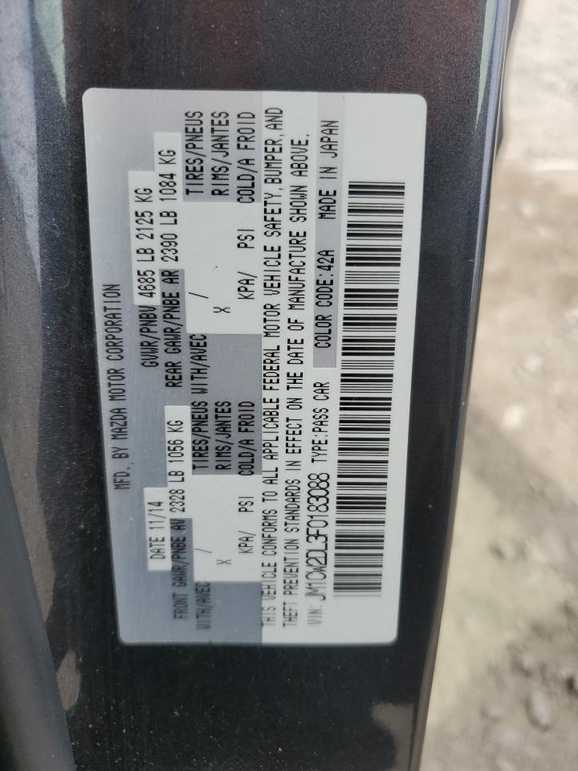 MFD. BY MAZDA MOTOR CORPORATION
DATE 11/14 GVWR/PNBV 4685 LB 2125 KG
FRONT GAWR/PNBE AV 2328 LB 1056 KG REAR GAWR/PNBE AR 2390 LB 1084 KG
WITH/AVEC / TIRES/PNEUS WITH/AVEC / TIRES/PNEUS
X RIMS/JANTES X RIMS/JANTES
KPA/ PSI COLD/A FROID KPA/ PSI COLD/A FROID
THIS VEHICLE CONFORMS TO ALL APPLICABLE FEDERAL MOTOR VEHICLE SAFETY, BUMPER, AND
THEFT PREVENTION STANDARDS IN EFFECT ON THE DATE OF MANUFACTURE SHOWN ABOVE.
VIN: JM1CW2DL3F0183088 TYPE:PASS CAR COLOR CODE:42A MADE IN JAPAN